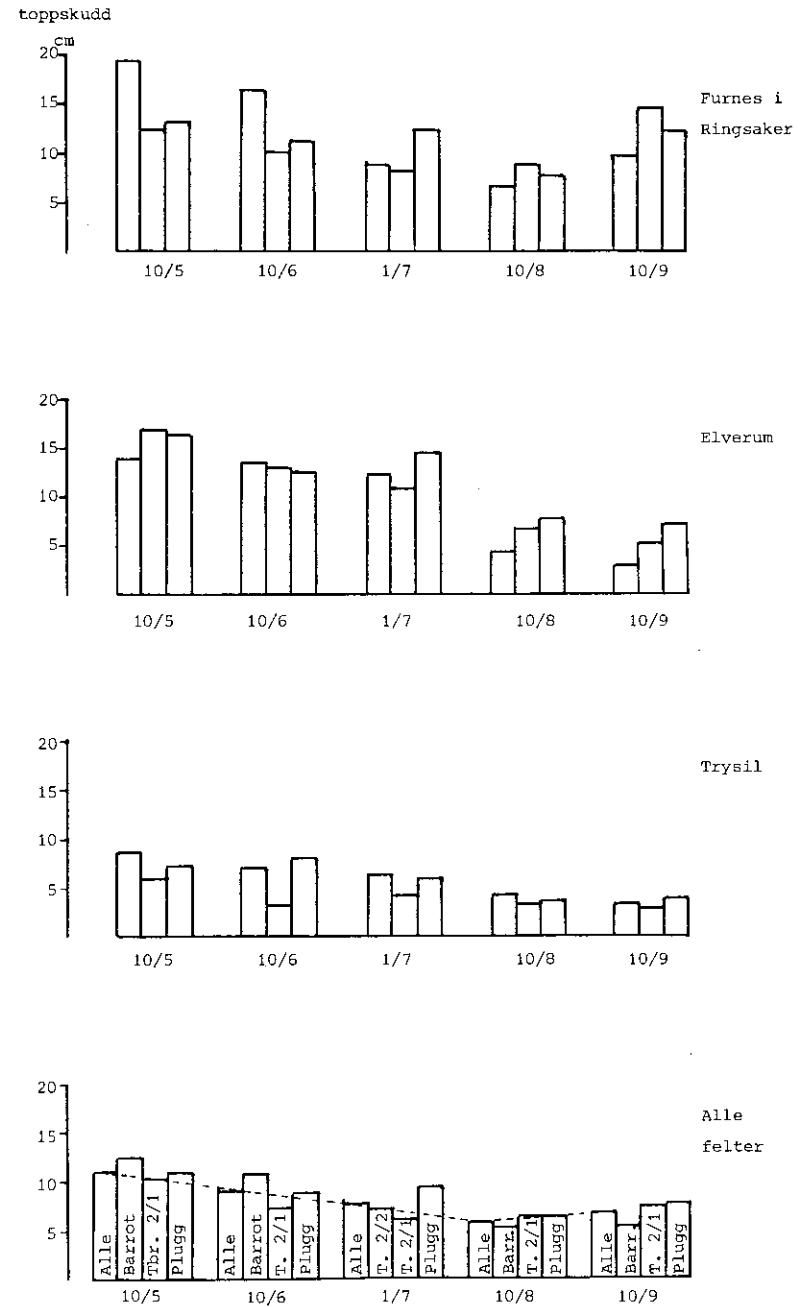 toppskudd
cm
20
15
10
5
Furnes i
Ringsaker
10/5 10/6 1/7 10/8 10/9
20
15
10
5
Elverum
10/5 10/6 1/7 10/8 10/9
20
15
10
5
Trysil
10/5 10/6 1/7 10/8 10/9
20
15
10
5
Alle
felter
Alle
Barrot
Tbr. 2/1
Plugg
Alle
Barrot
T. 2/1
Plugg
Alle
T. 2/2
T. 2/1
Plugg
Alle
Barr.
T. 2/1
Plugg
Alle
Barr.
T. 2/1
Plugg
10/5 10/6 1/7 10/8 10/9